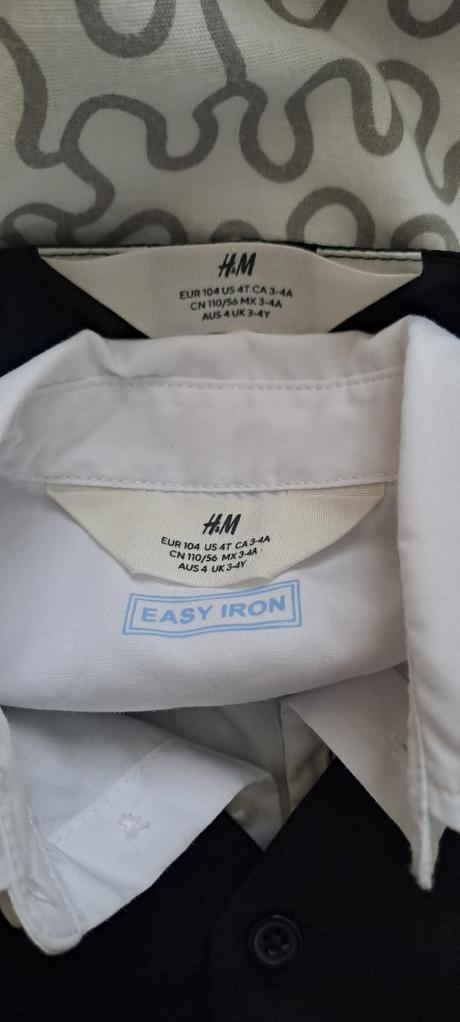 H&M
EUR 104 US 4T CA 3-4A
CN 110/56 MX 3-4A
AUS 4 UK 3-4Y
H&M
EUR 104 US 4T CA 3-4A
CN 110/56 MX 3-4A
AUS 4 UK 3-4Y
EASY IRON